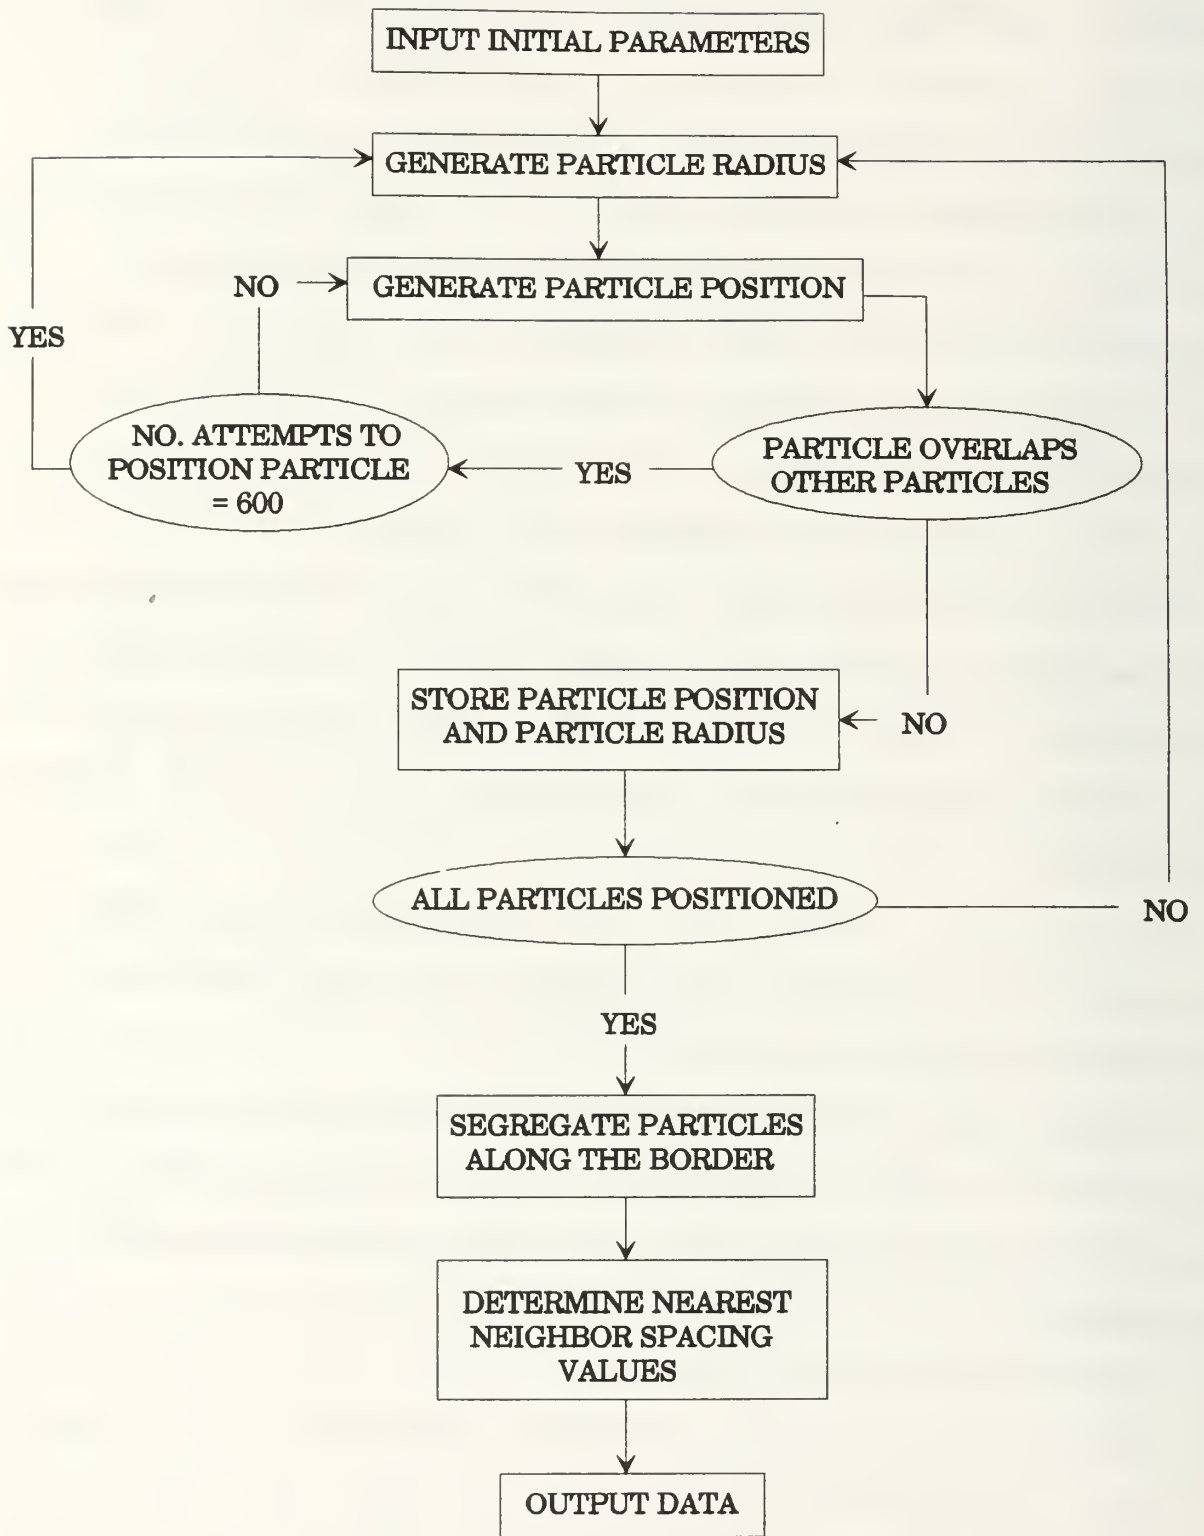 INPUT INITIAL PARAMETERS
GENERATE PARTICLE RADIUS
NO
GENERATE PARTICLE POSITION
YES
NO. ATTEMPTS TO
POSITION PARTICLE
= 600
YES
PARTICLE OVERLAPS
OTHER PARTICLES
STORE PARTICLE POSITION
AND PARTICLE RADIUS
NO
ALL PARTICLES POSITIONED
NO
YES
SEGREGATE PARTICLES
ALONG THE BORDER
DETERMINE NEAREST
NEIGHBOR SPACING
VALUES
OUTPUT DATA